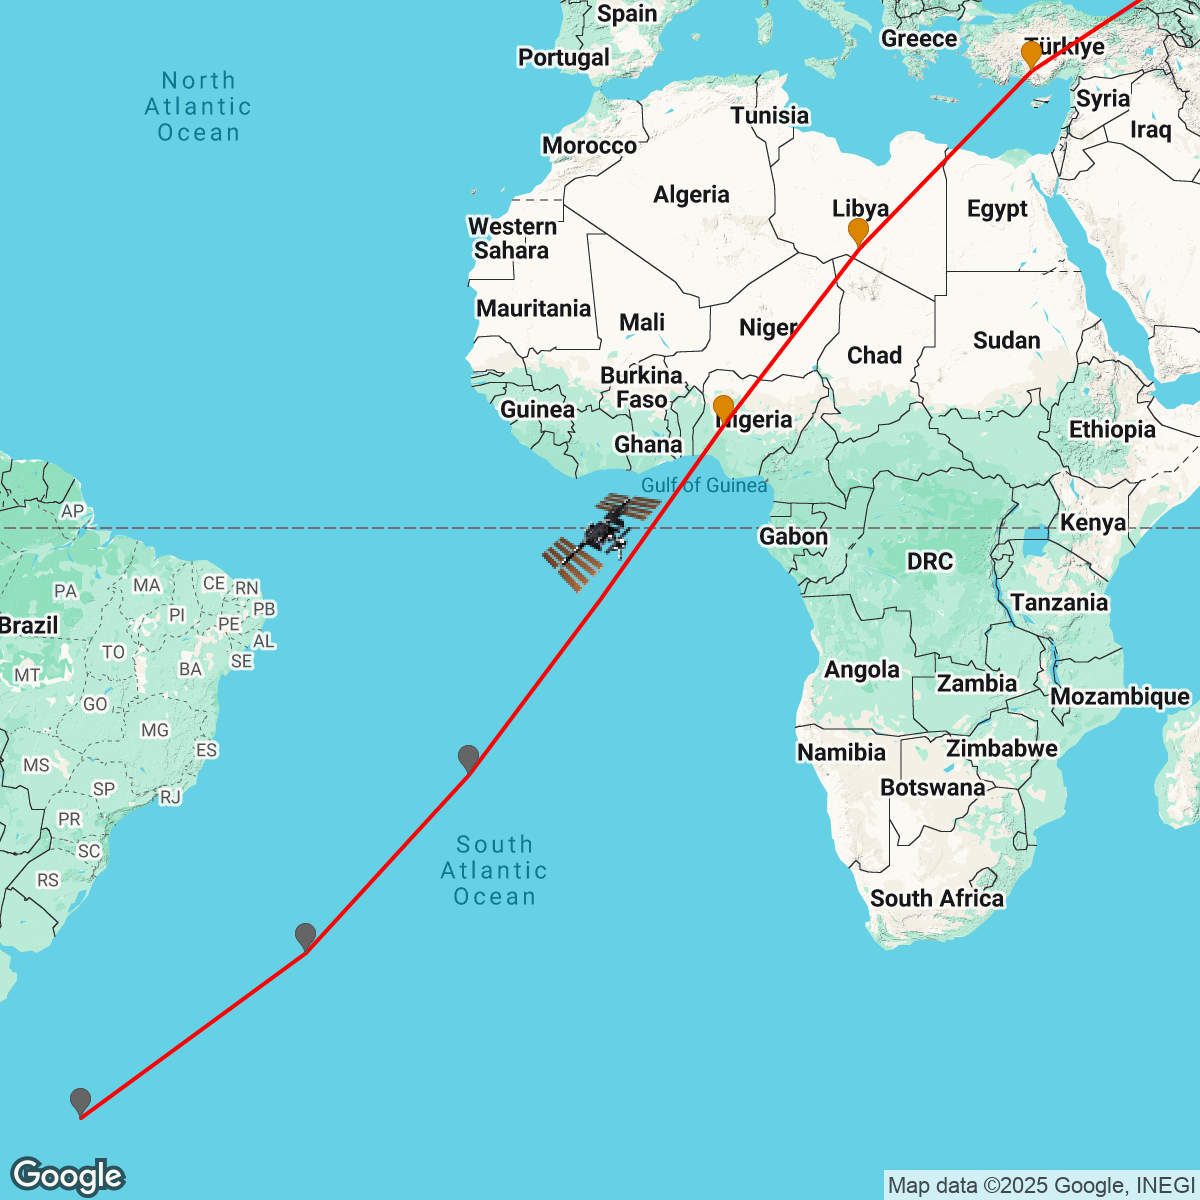 Spain
Portugal
Greece
Türkiye
North
Atlantic
Ocean
Syria
Iraq
Tunisia
Morocco
Algeria
Libya
Egypt
Western
Sahara
Mauritania
Mali
Niger
Chad
Sudan
Burkina
Faso
Guinea
Ghana
Nigeria
Ethiopia
Gulf of Guinea
AP
Gabon
Kenya
DRC
PA
MA
CE
RN
PB
PI
PE
Brazil
AL
Tanzania
TO
SE
MT
BA
Angola
Zambia
Mozambique
GO
MG
ES
Namibia
Zimbabwe
MS
SP
RJ
Botswana
PR
SC
RS
South
Atlantic
Ocean
South Africa
Google
Map data ©2025 Google, INEGI